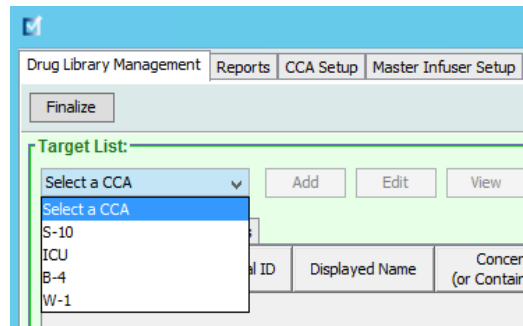 Drug Library Management Reports CCA Setup Master Infuser Setup
Finalize
Target List:
Select a CCA Add Edit View
Select a CCA
S-10
ICU
B-4
W-1
ID Displayed Name